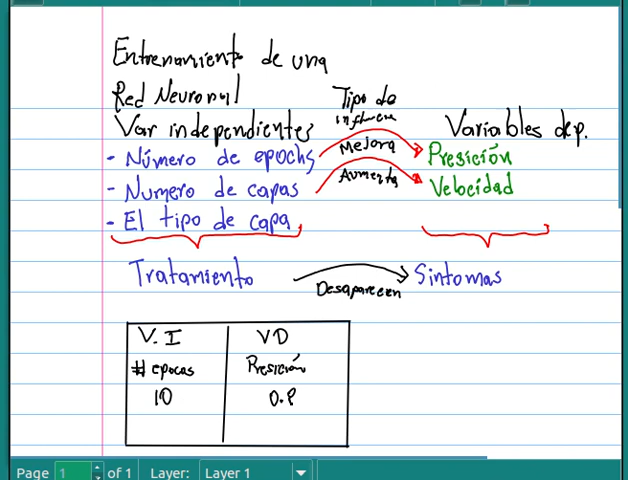 Entrenamiento de una
Red Neuronal
Tipo de
influen
Var independientes
Variables dep.
- Número de epochs
Mejora
Presición
- Numero de capas
Aumenta
Velocidad
- El tipo de capa
Tratamiento
Desaparecen
Sintomas
V. I
VD
# epocas
Presición
10
0.8
Page 1 of 1 Layer: Layer 1